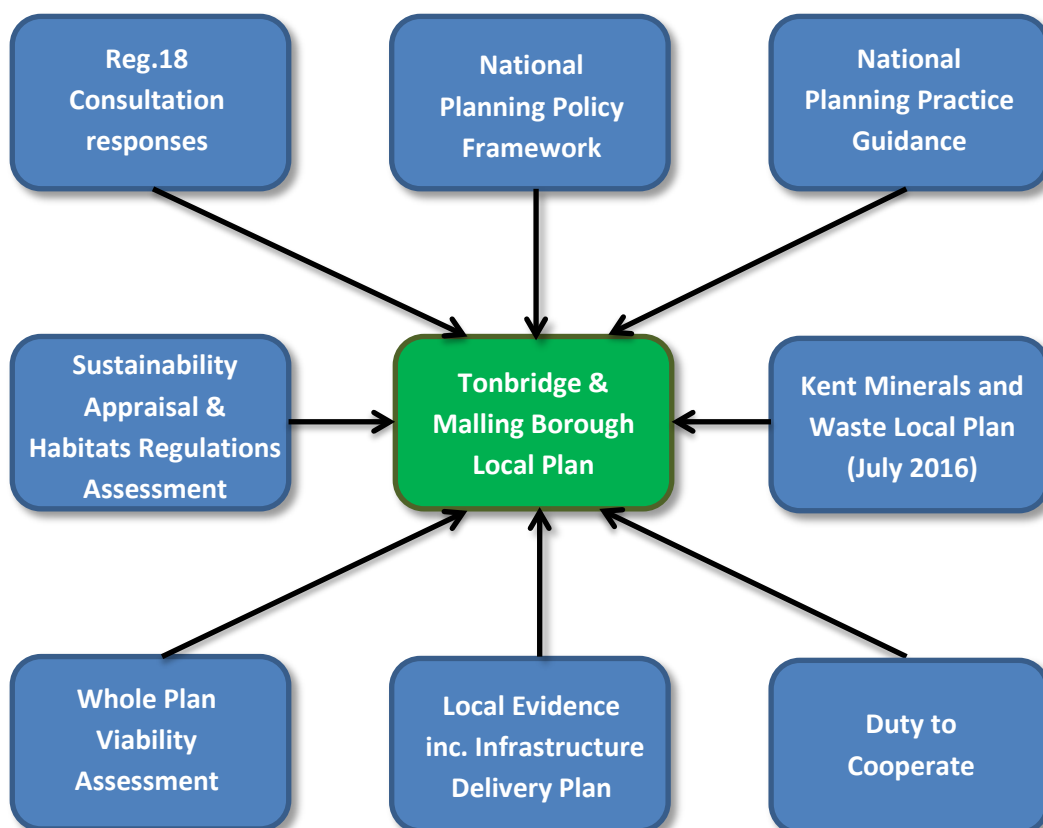 Reg.18
Consultation
responses
National
Planning Policy
Framework
National
Planning Practice
Guidance
Sustainability
Appraisal &
Habitats Regulations
Assessment
Tonbridge &
Malling Borough
Local Plan
Kent Minerals and
Waste Local Plan
(July 2016)
Whole Plan
Viability
Assessment
Local Evidence
inc. Infrastructure
Delivery Plan
Duty to
Cooperate